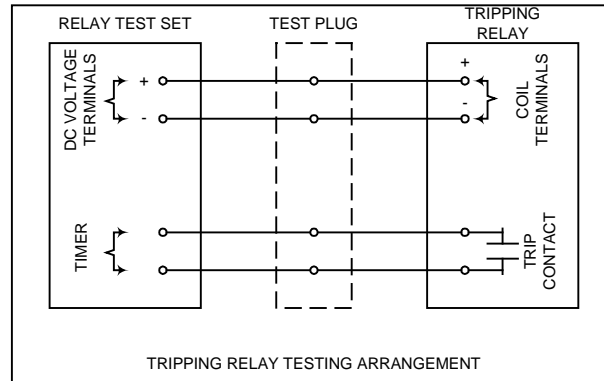 RELAY TEST SET
TEST PLUG
TRIPPING
RELAY
DC VOLTAGE
TERMINALS
+
-
+
-
COIL
TERMINALS
TIMER
TRIP
CONTACT
TRIPPING RELAY TESTING ARRANGEMENT